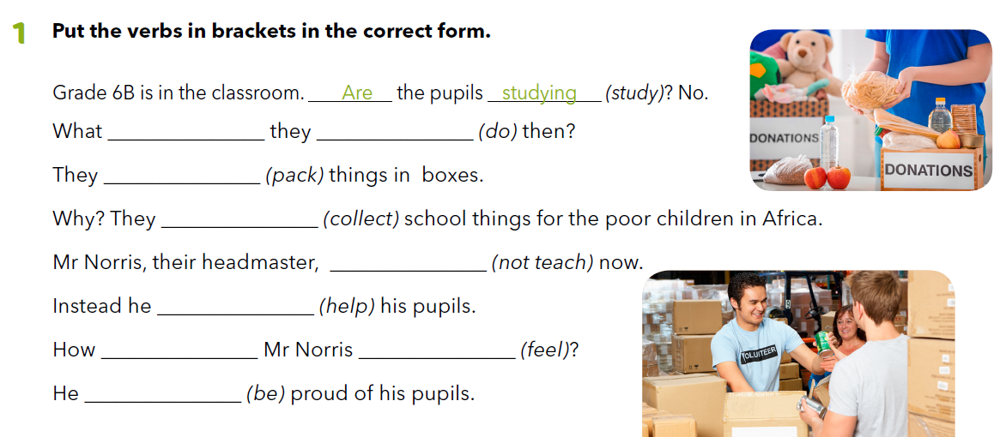 1 Put the verbs in brackets in the correct form.
Grade 6B is in the classroom. Are the pupils studying (study)? No.
What ______________ they ______________ (do) then?
They ______________ (pack) things in boxes.
Why? They ______________ (collect) school things for the poor children in Africa.
Mr Norris, their headmaster, ______________ (not teach) now.
Instead he ______________ (help) his pupils.
How ______________ Mr Norris ______________ (feel)?
He ______________ (be) proud of his pupils.
DONATIONS
DONATIONS
VOLUNTEER